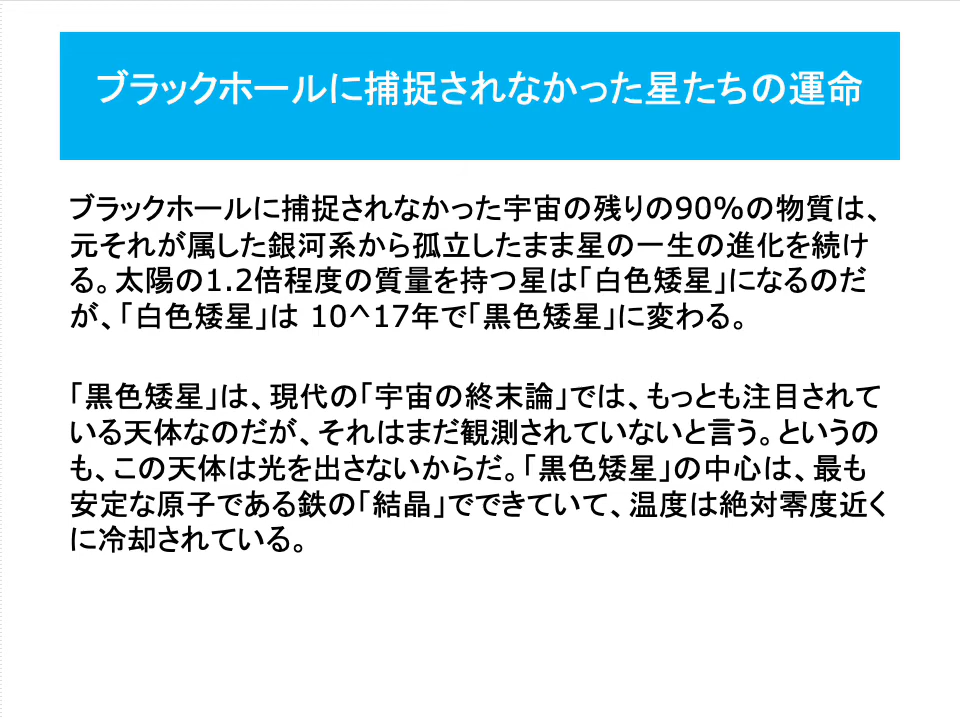 ブラックホールに捕捉されなかった星たちの運命
ブラックホールに捕捉されなかった宇宙の残りの90%の物質は、
元それが属した銀河系から孤立したまま星の一生の進化を続け
る。太陽の1.2倍程度の質量を持つ星は「白色矮星」になるのだ
が、「白色矮星」は 10^17年で「黒色矮星」に変わる。
「黒色矮星」は、現代の「宇宙の終末論」では、もっとも注目されて
いる天体なのだが、それはまだ観測されていないと言う。というの
も、この天体は光を出さないからだ。「黒色矮星」の中心は、最も
安定な原子である鉄の「結晶」でできていて、温度は絶対零度近く
に冷却されている。